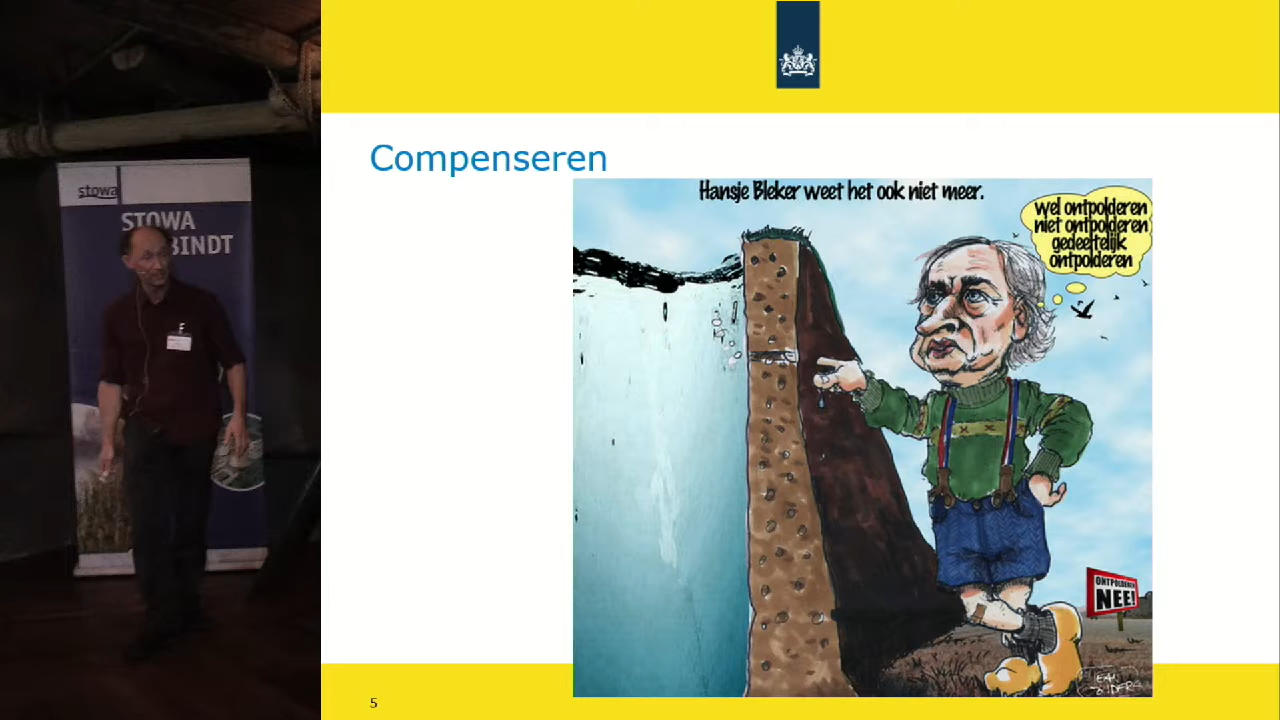 stowa
STOWA
BINDT
Compenseren
Hansje Bleker weet het ook niet meer.
wel ontpolderen
niet ontpolderen
gedeeltelijk
ontpolderen
ONTPOLDEREN
NEE!
5